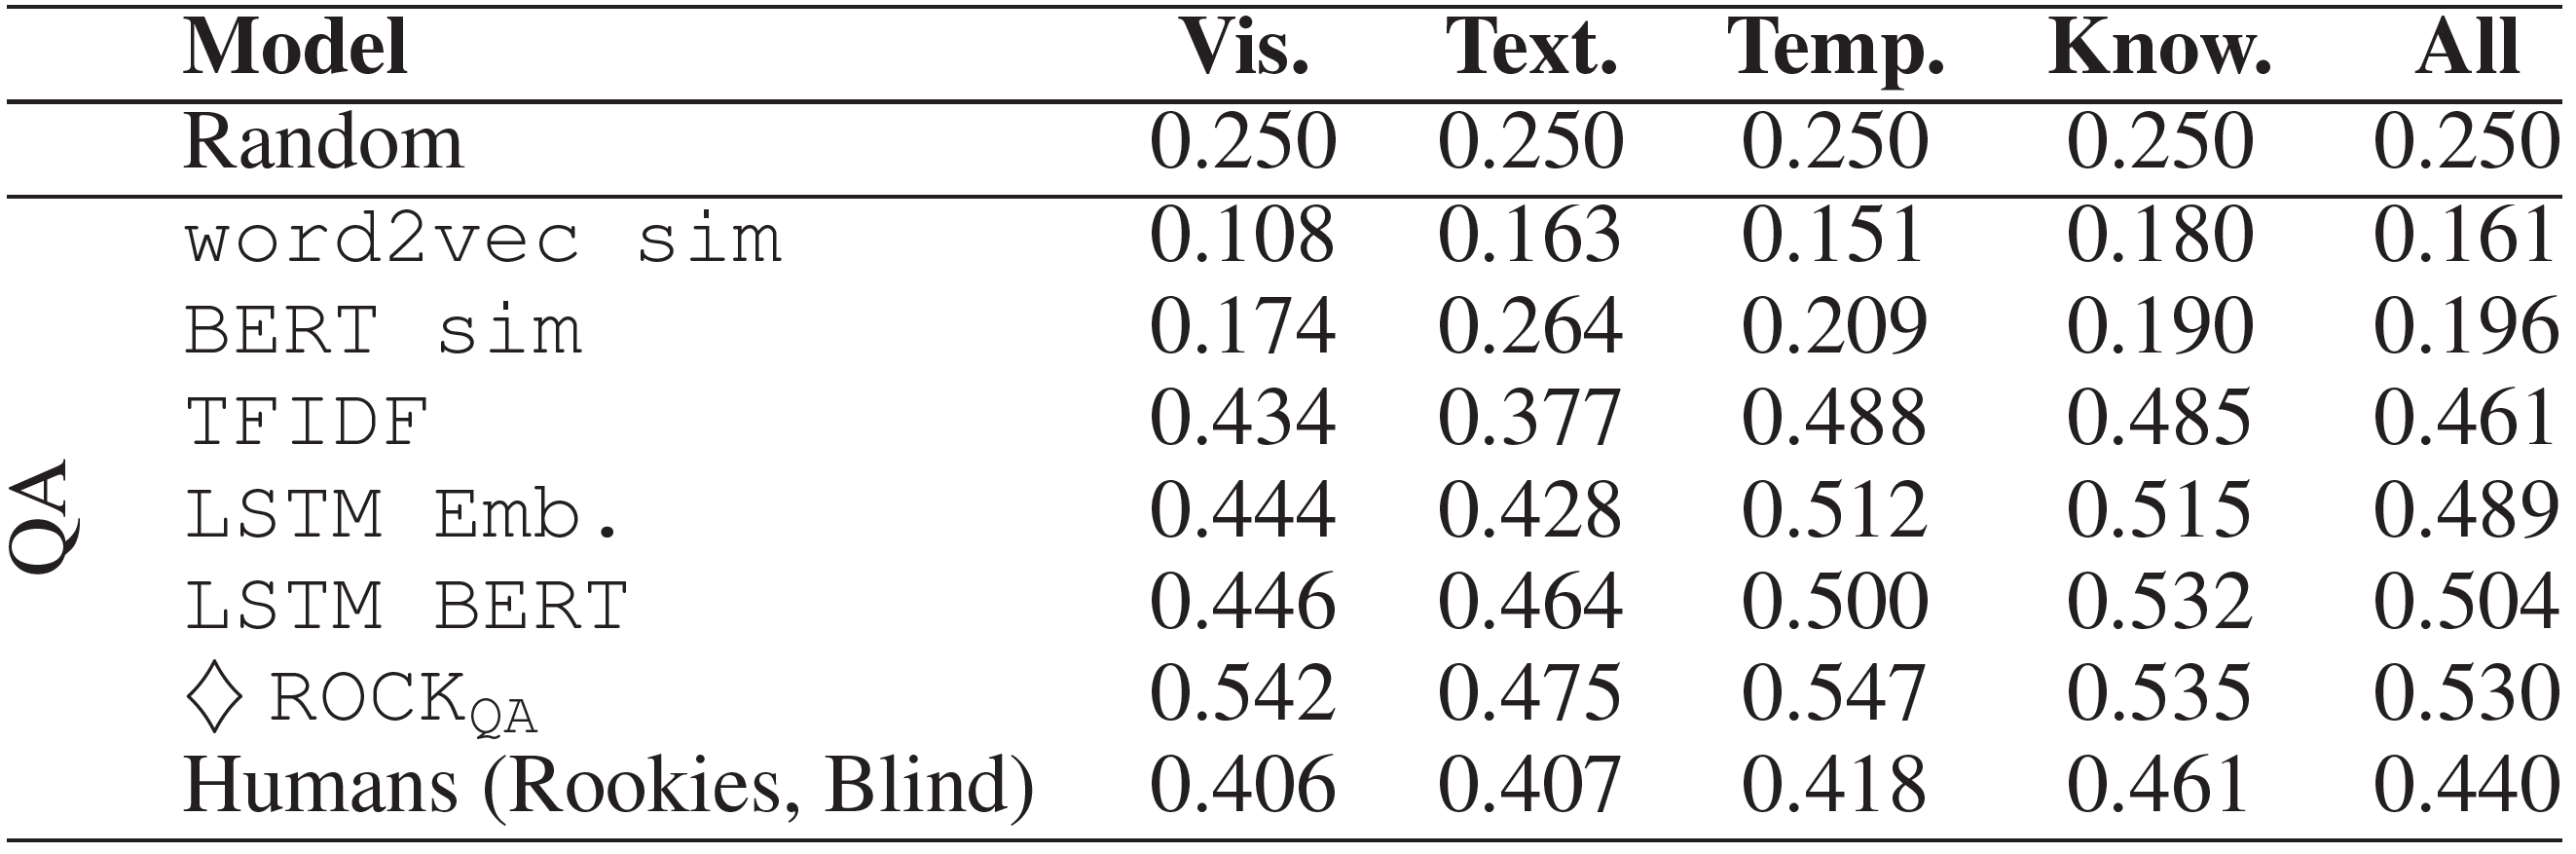 Model Vis. Text. Temp. Know. All
Random 0.250 0.250 0.250 0.250 0.250
QA
word2vec sim 0.108 0.163 0.151 0.180 0.161
BERT sim 0.174 0.264 0.209 0.190 0.196
TFIDF 0.434 0.377 0.488 0.485 0.461
LSTM Emb. 0.444 0.428 0.512 0.515 0.489
LSTM BERT 0.446 0.464 0.500 0.532 0.504
♢ ROCK_QA 0.542 0.475 0.547 0.535 0.530
Humans (Rookies, Blind) 0.406 0.407 0.418 0.461 0.440